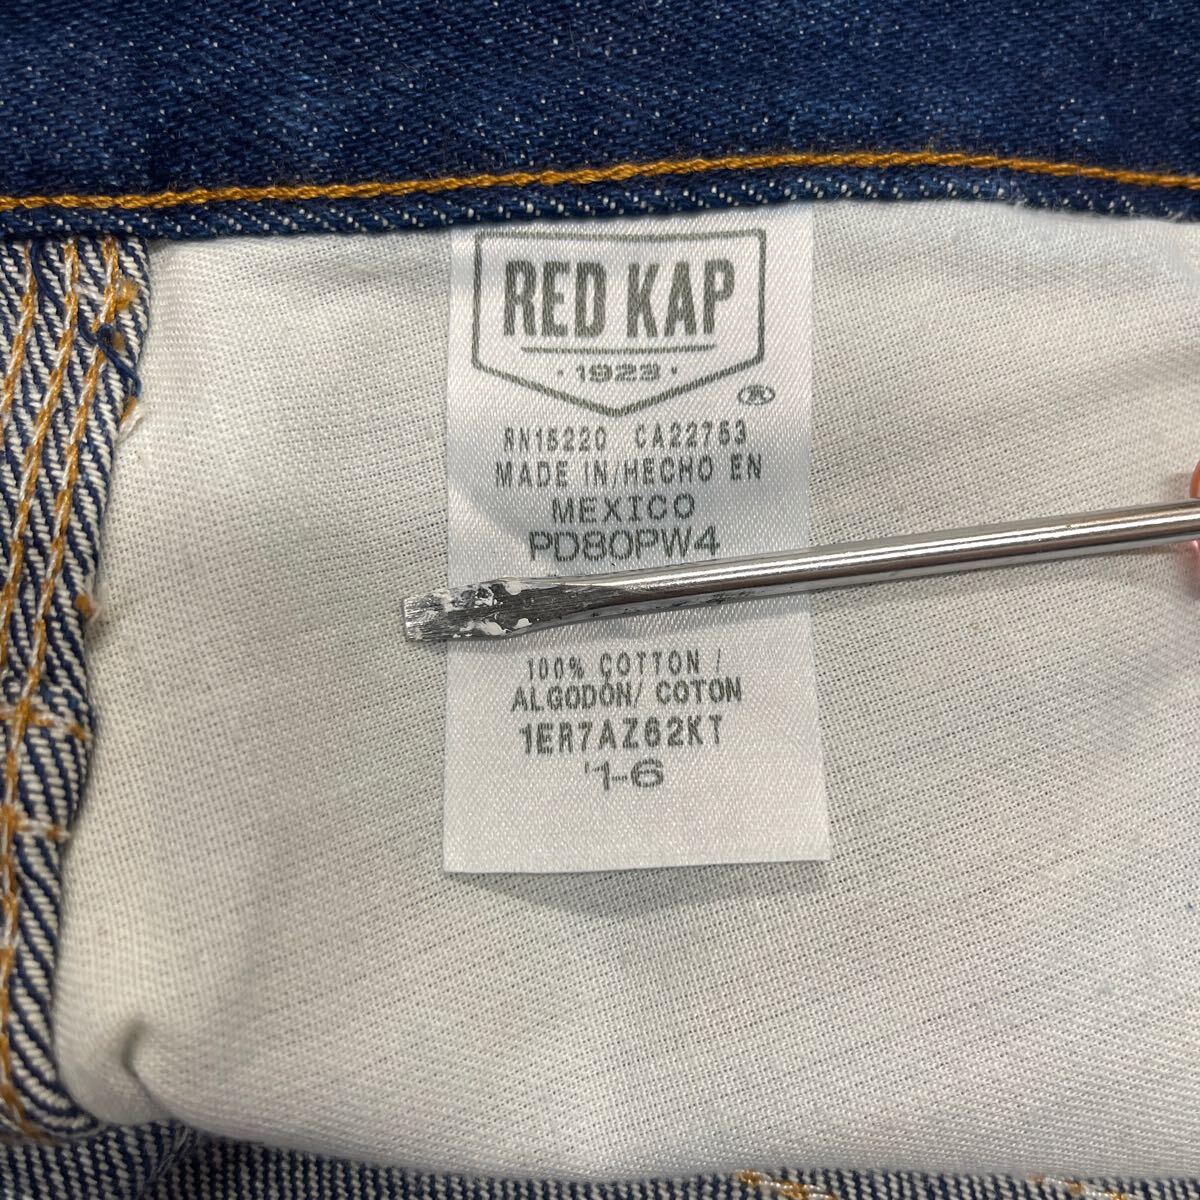 RED KAP
· 1923 ·
®
RN15220 CA22753
MADE IN/HECHO EN
MEXICO
PD80PW4
100% COTTON /
ALGODÓN/ COTON
1ER7AZ62KT
'1-6